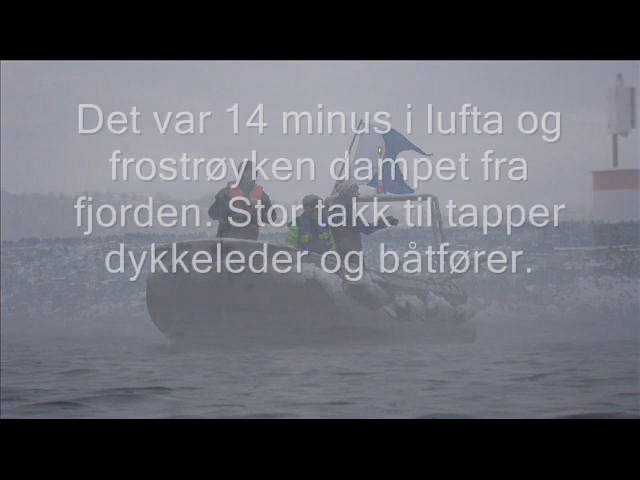 Det var 14 minus i lufta og
frostrøyken dampet fra
fjorden. Stor takk til tapper
dykkeleder og båtfører.